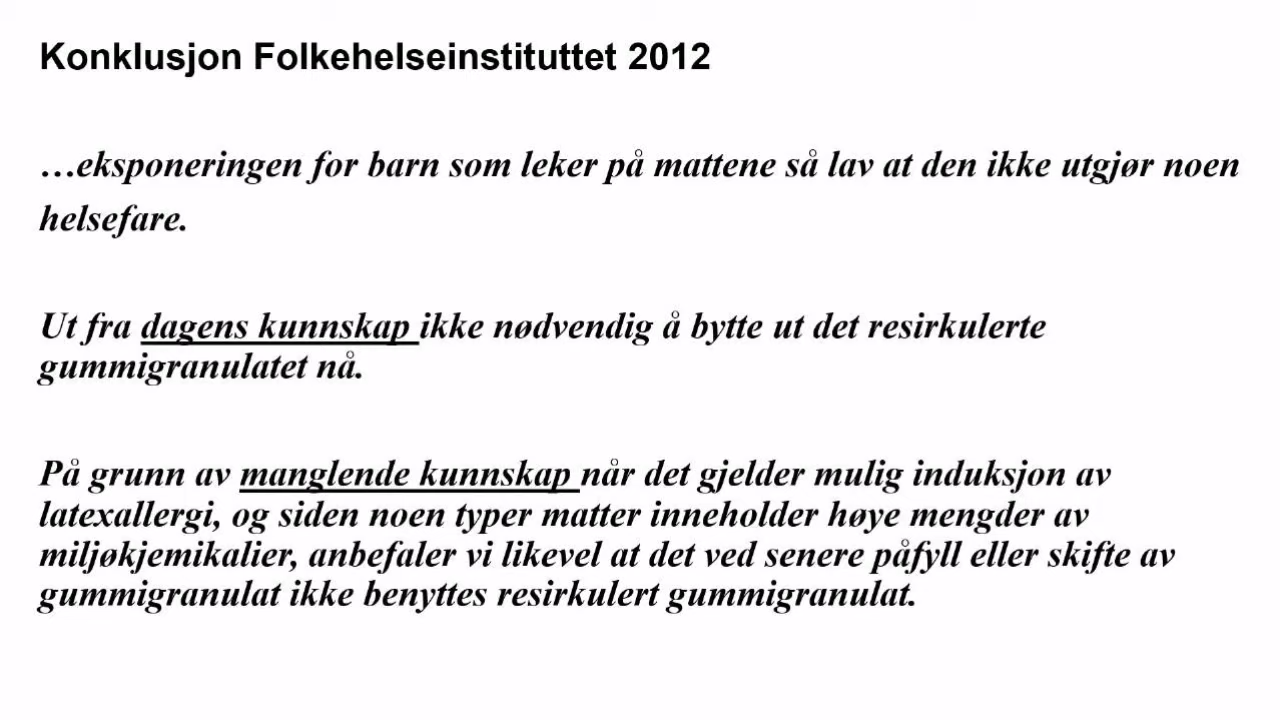 Konklusjon Folkehelseinstituttet 2012
…eksponeringen for barn som leker på mattene så lav at den ikke utgjør noen
helsefare.
Ut fra dagens kunnskap ikke nødvendig å bytte ut det resirkulerte
gummigranulatet nå.
På grunn av manglende kunnskap når det gjelder mulig induksjon av
latexallergi, og siden noen typer matter inneholder høye mengder av
miljøkjemikalier, anbefaler vi likevel at det ved senere påfyll eller skifte av
gummigranulat ikke benyttes resirkulert gummigranulat.